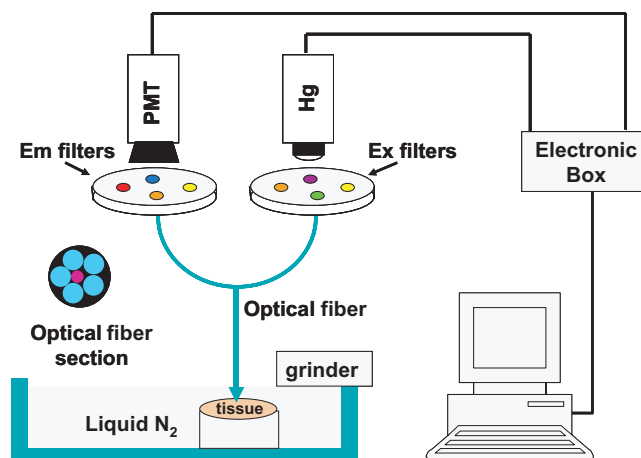 PMT
Hg
Em filters
Ex filters
Electronic
Box
Optical fiber
Optical fiber
section
grinder
tissue
Liquid N₂